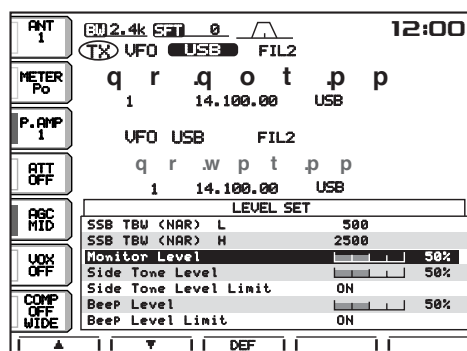 ANT
1
BW 2.4k SFT 0
12:00
TX VFO USB FIL2
METER
Po
q r .q o t .p p
1 14.100.00 USB
P.AMP
1
VFO USB FIL2
ATT
OFF
q r .w p t .p p
1 14.100.00 USB
LEVEL SET
AGC
MID
SSB TBW (NAR) L 500
SSB TBW (NAR) H 2500
Monitor Level 50%
VOX
OFF
Side Tone Level 50%
Side Tone Level Limit ON
COMP
OFF
WIDE
Beep Level 50%
Beep Level Limit ON
▲ ▼ DEF